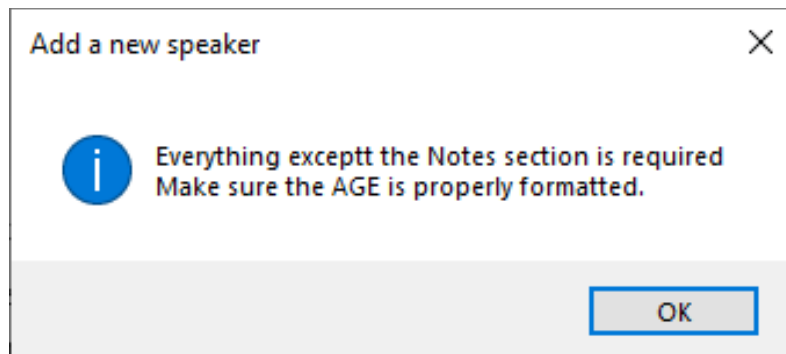 Add a new speaker
Everything exceptt the Notes section is required
Make sure the AGE is properly formatted.
OK